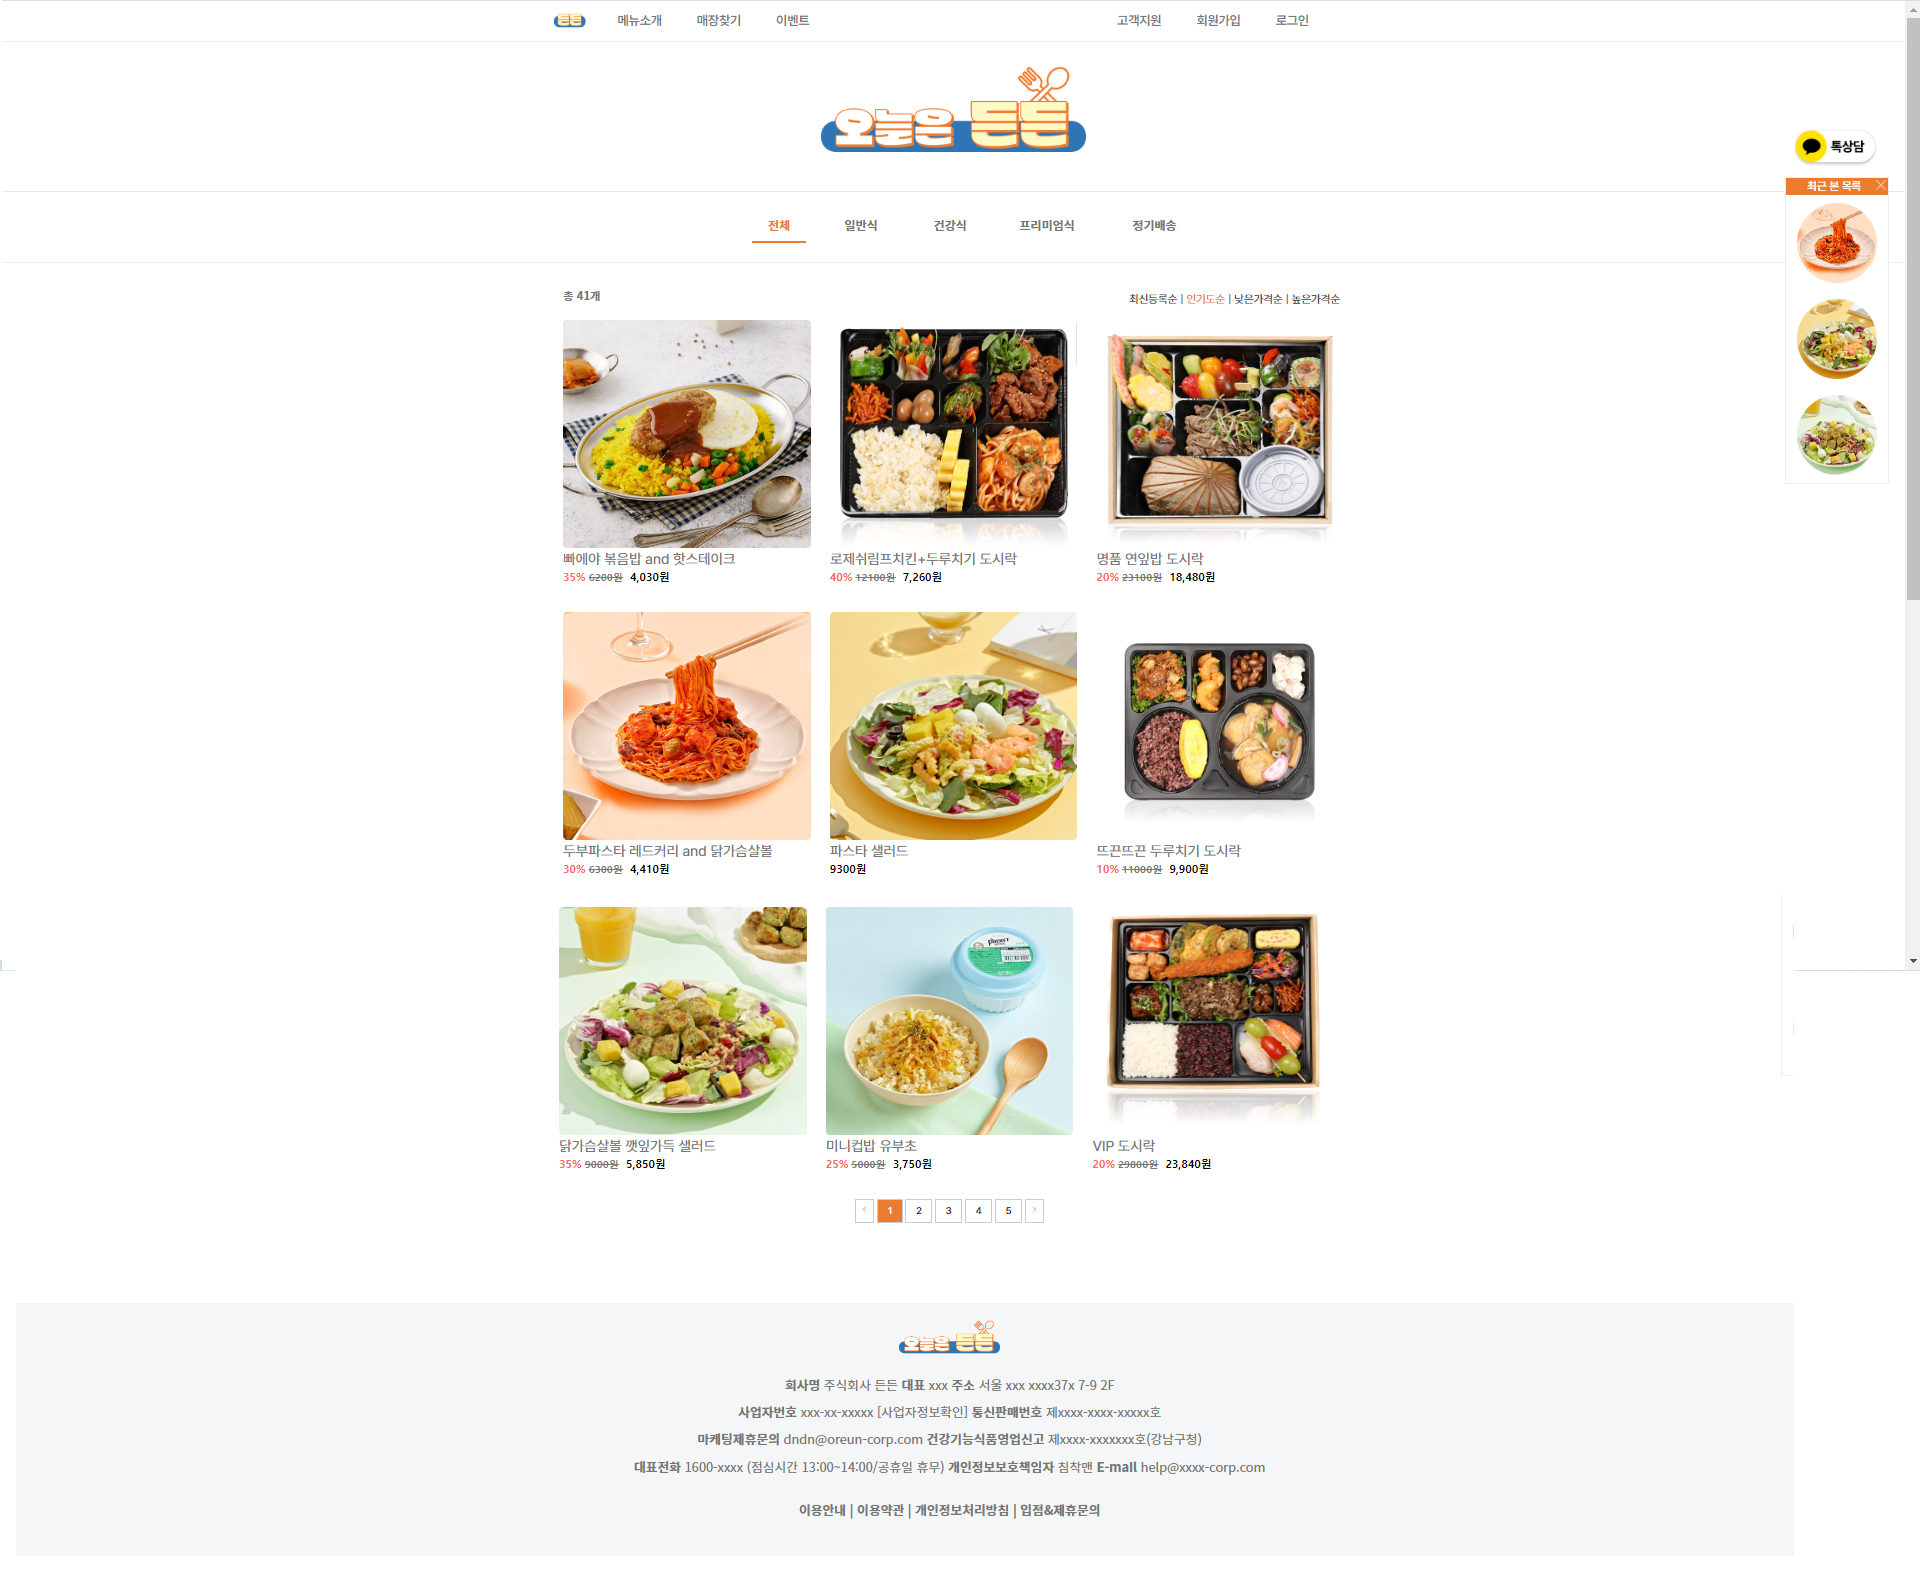 든든 메뉴소개 매장찾기 이벤트 고객지원 회원가입 로그인
오늘은 든든
톡상담
최근 본 목록
전체 일반식 건강식 프리미엄식 정기배송
총 41개 최신등록순 | 인기도순 | 낮은가격순 | 높은가격순
빠에야 볶음밥 and 핫스테이크
35% 6200원 4,030원
로제쉬림프치킨+두루치기 도시락
40% 12100원 7,260원
명품 연잎밥 도시락
20% 23100원 18,480원
두부파스타 레드커리 and 닭가슴살볼
30% 6300원 4,410원
파스타 샐러드
9300원
뜨끈뜨끈 두루치기 도시락
10% 11000원 9,900원
POCKET
닭가슴살볼 깻잎가득 샐러드
35% 9000원 5,850원
미니컵밥 유부초
25% 5000원 3,750원
VIP 도시락
20% 29800원 23,840원
‹ 1 2 3 4 5 ›
오늘은 든든
회사명 주식회사 든든 대표 xxx 주소 서울 xxx xxxx37x 7-9 2F
사업자번호 xxx-xx-xxxxx [사업자정보확인] 통신판매번호 제xxxx-xxxx-xxxxx호
마케팅제휴문의 dndn@oreun-corp.com 건강기능식품영업신고 제xxxx-xxxxxxx호(강남구청)
대표전화 1600-xxxx (점심시간 13:00~14:00/공휴일 휴무) 개인정보보호책임자 침착맨 E-mail help@xxxx-corp.com
이용안내 | 이용약관 | 개인정보처리방침 | 입점&제휴문의